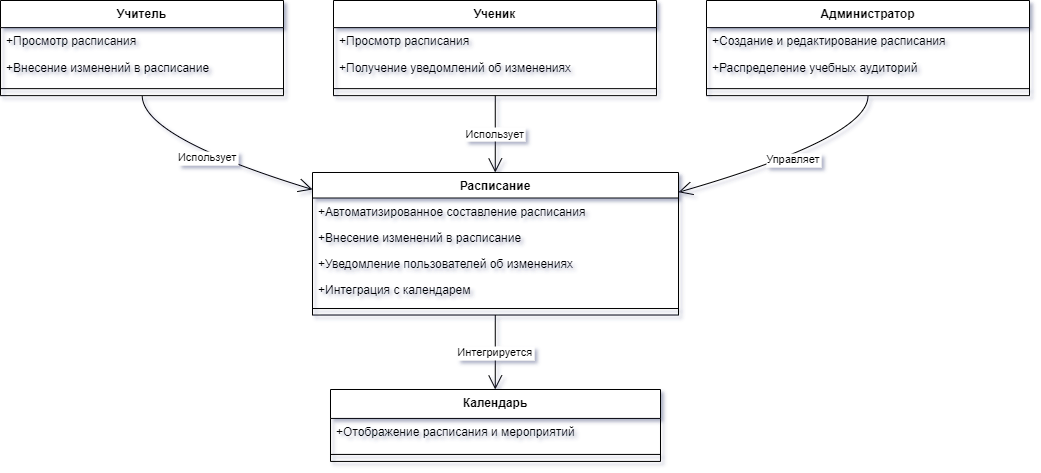 Учитель
+Просмотр расписания
+Внесение изменений в расписание
Ученик
+Просмотр расписания
+Получение уведомлений об изменениях
Администратор
+Создание и редактирование расписания
+Распределение учебных аудиторий
Использует
Использует
Управляет
Расписание
+Автоматизированное составление расписания
+Внесение изменений в расписание
+Уведомление пользователей об изменениях
+Интеграция с календарем
Интегрируется
Календарь
+Отображение расписания и мероприятий